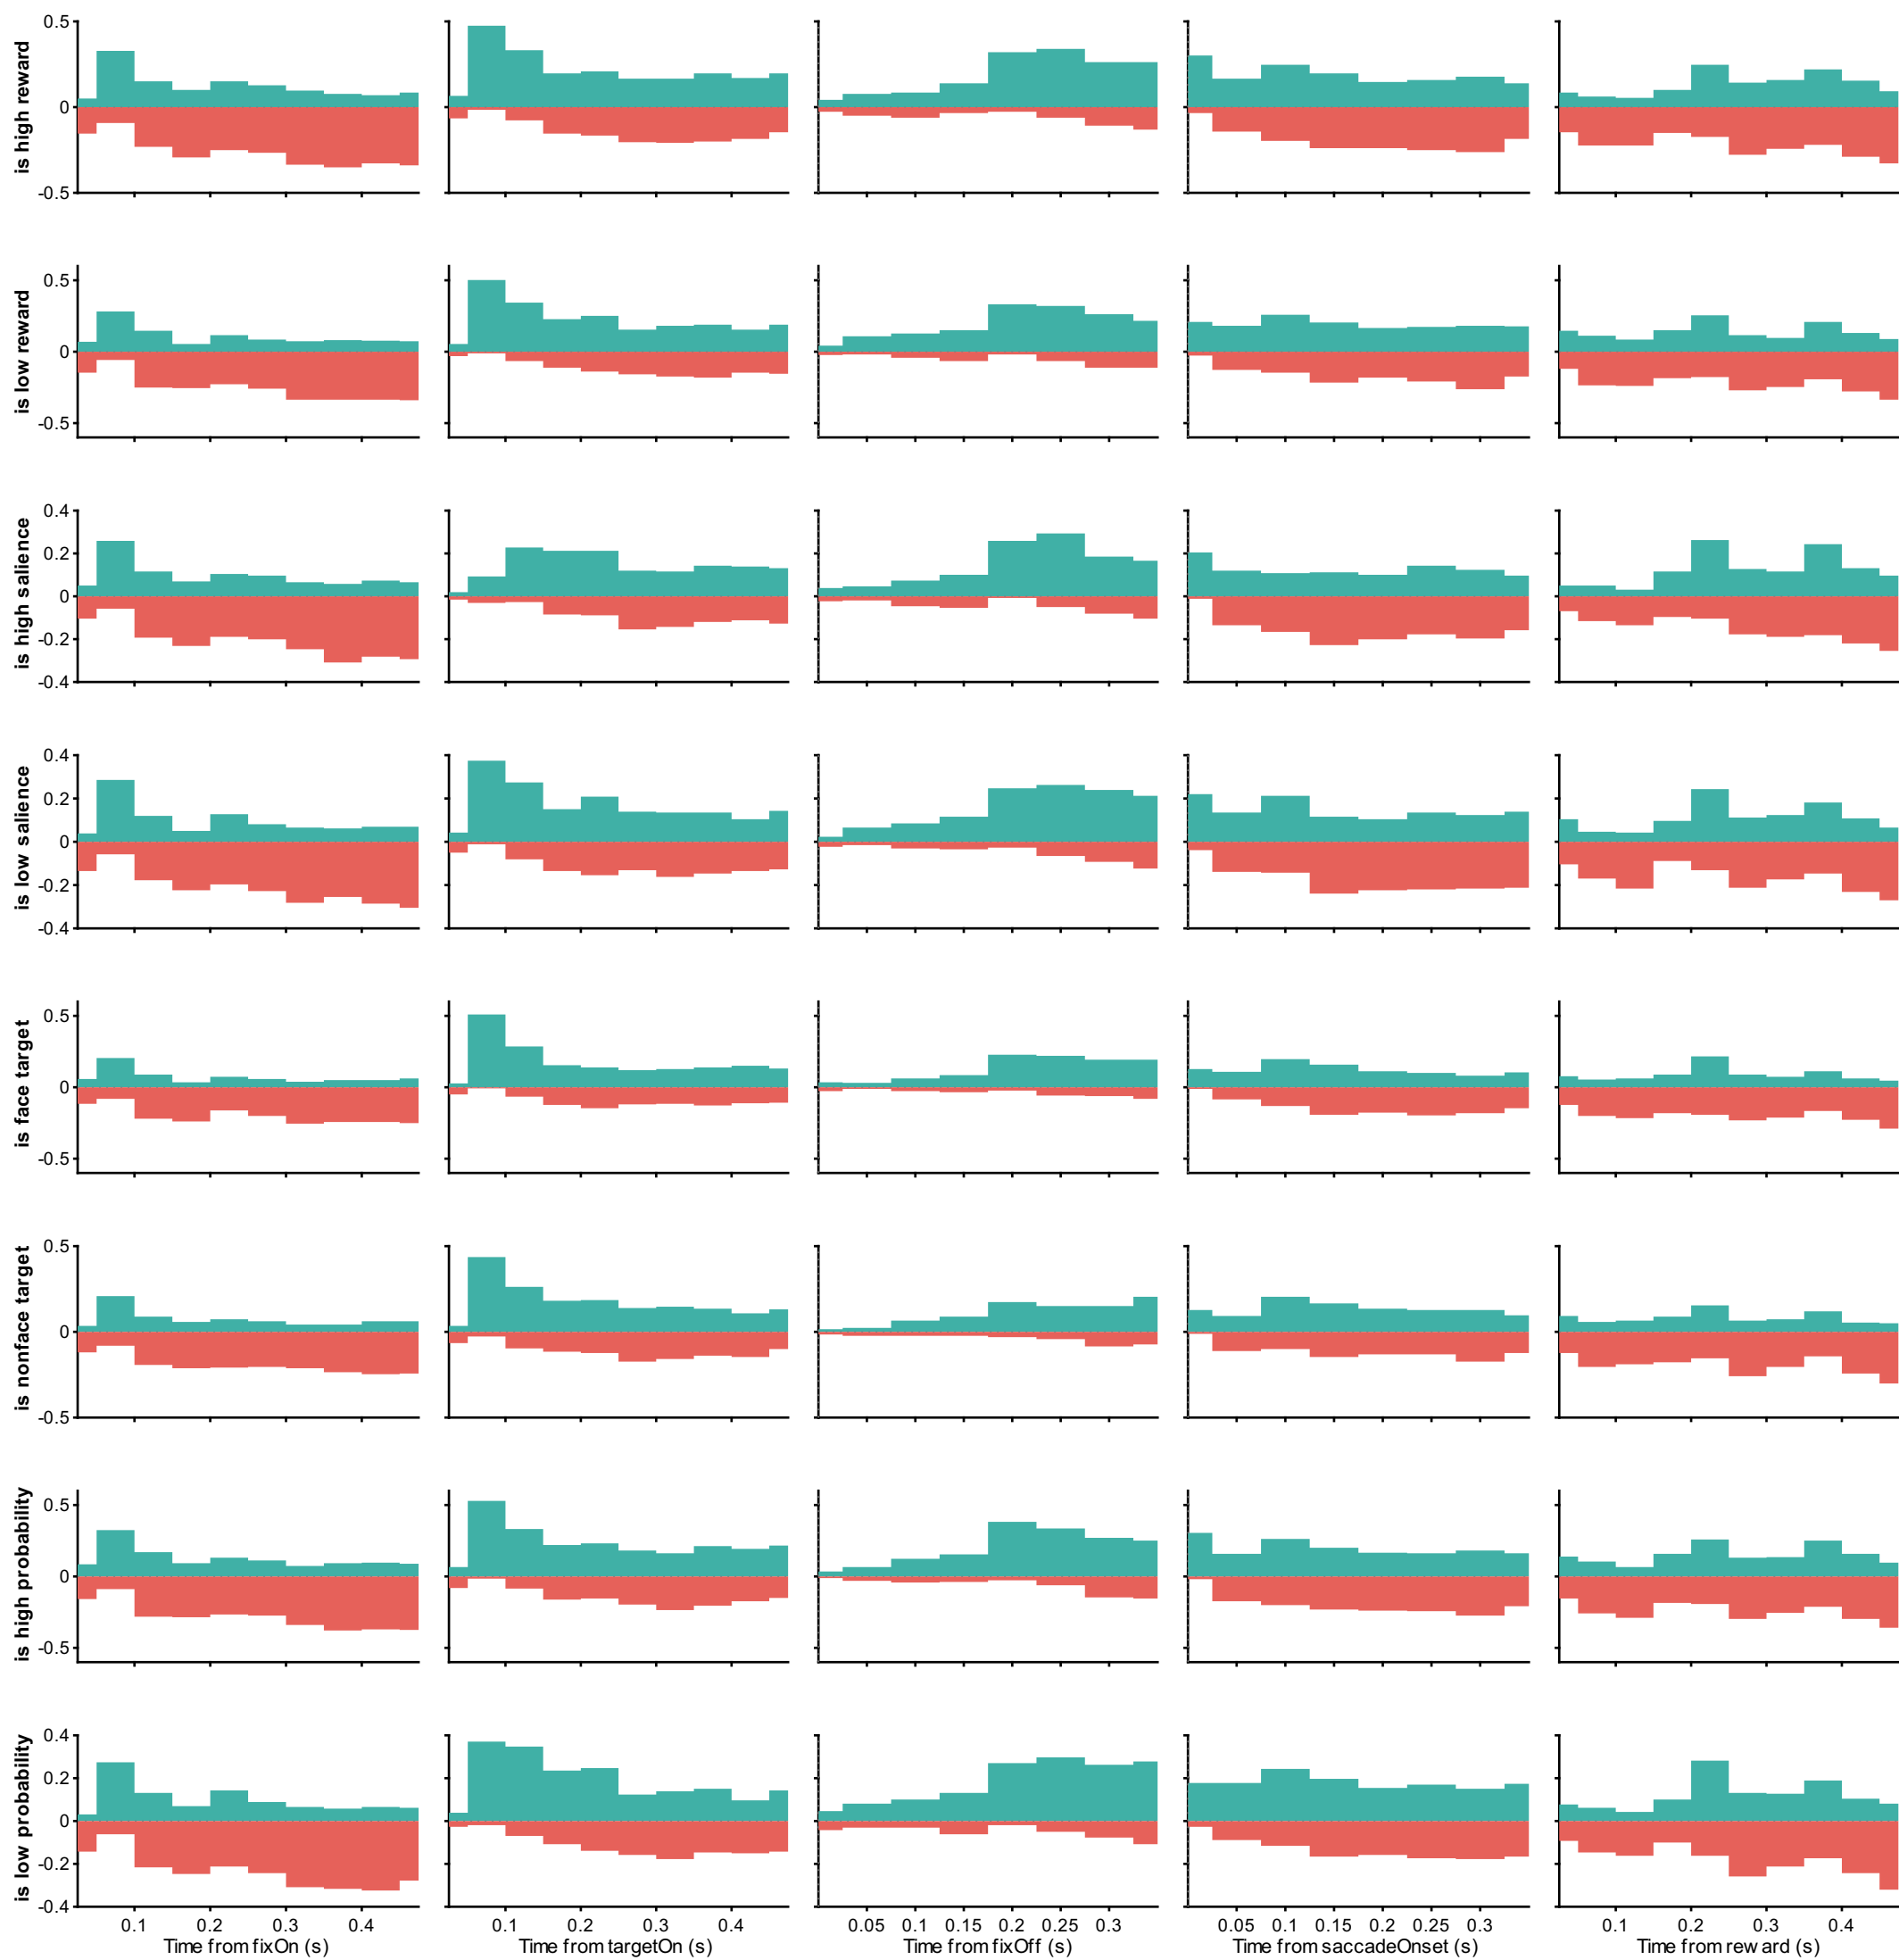 0.5
0
-0.5
is high reward
0.5
0
-0.5
is low reward
0.4
0.2
0
-0.2
-0.4
is high salience
0.4
0.2
0
-0.2
-0.4
is low salience
0.5
0
-0.5
is face target
0.5
0
-0.5
is nonface target
0.5
0
-0.5
is high probability
0.4
0.2
0
-0.2
-0.4
is low probability
0.1 0.2 0.3 0.4
Time from fixOn (s)
0.1 0.2 0.3 0.4
Time from targetOn (s)
0.05 0.1 0.15 0.2 0.25 0.3
Time from fixOff (s)
0.05 0.1 0.15 0.2 0.25 0.3
Time from saccadeOnset (s)
0.1 0.2 0.3 0.4
Time from reward (s)